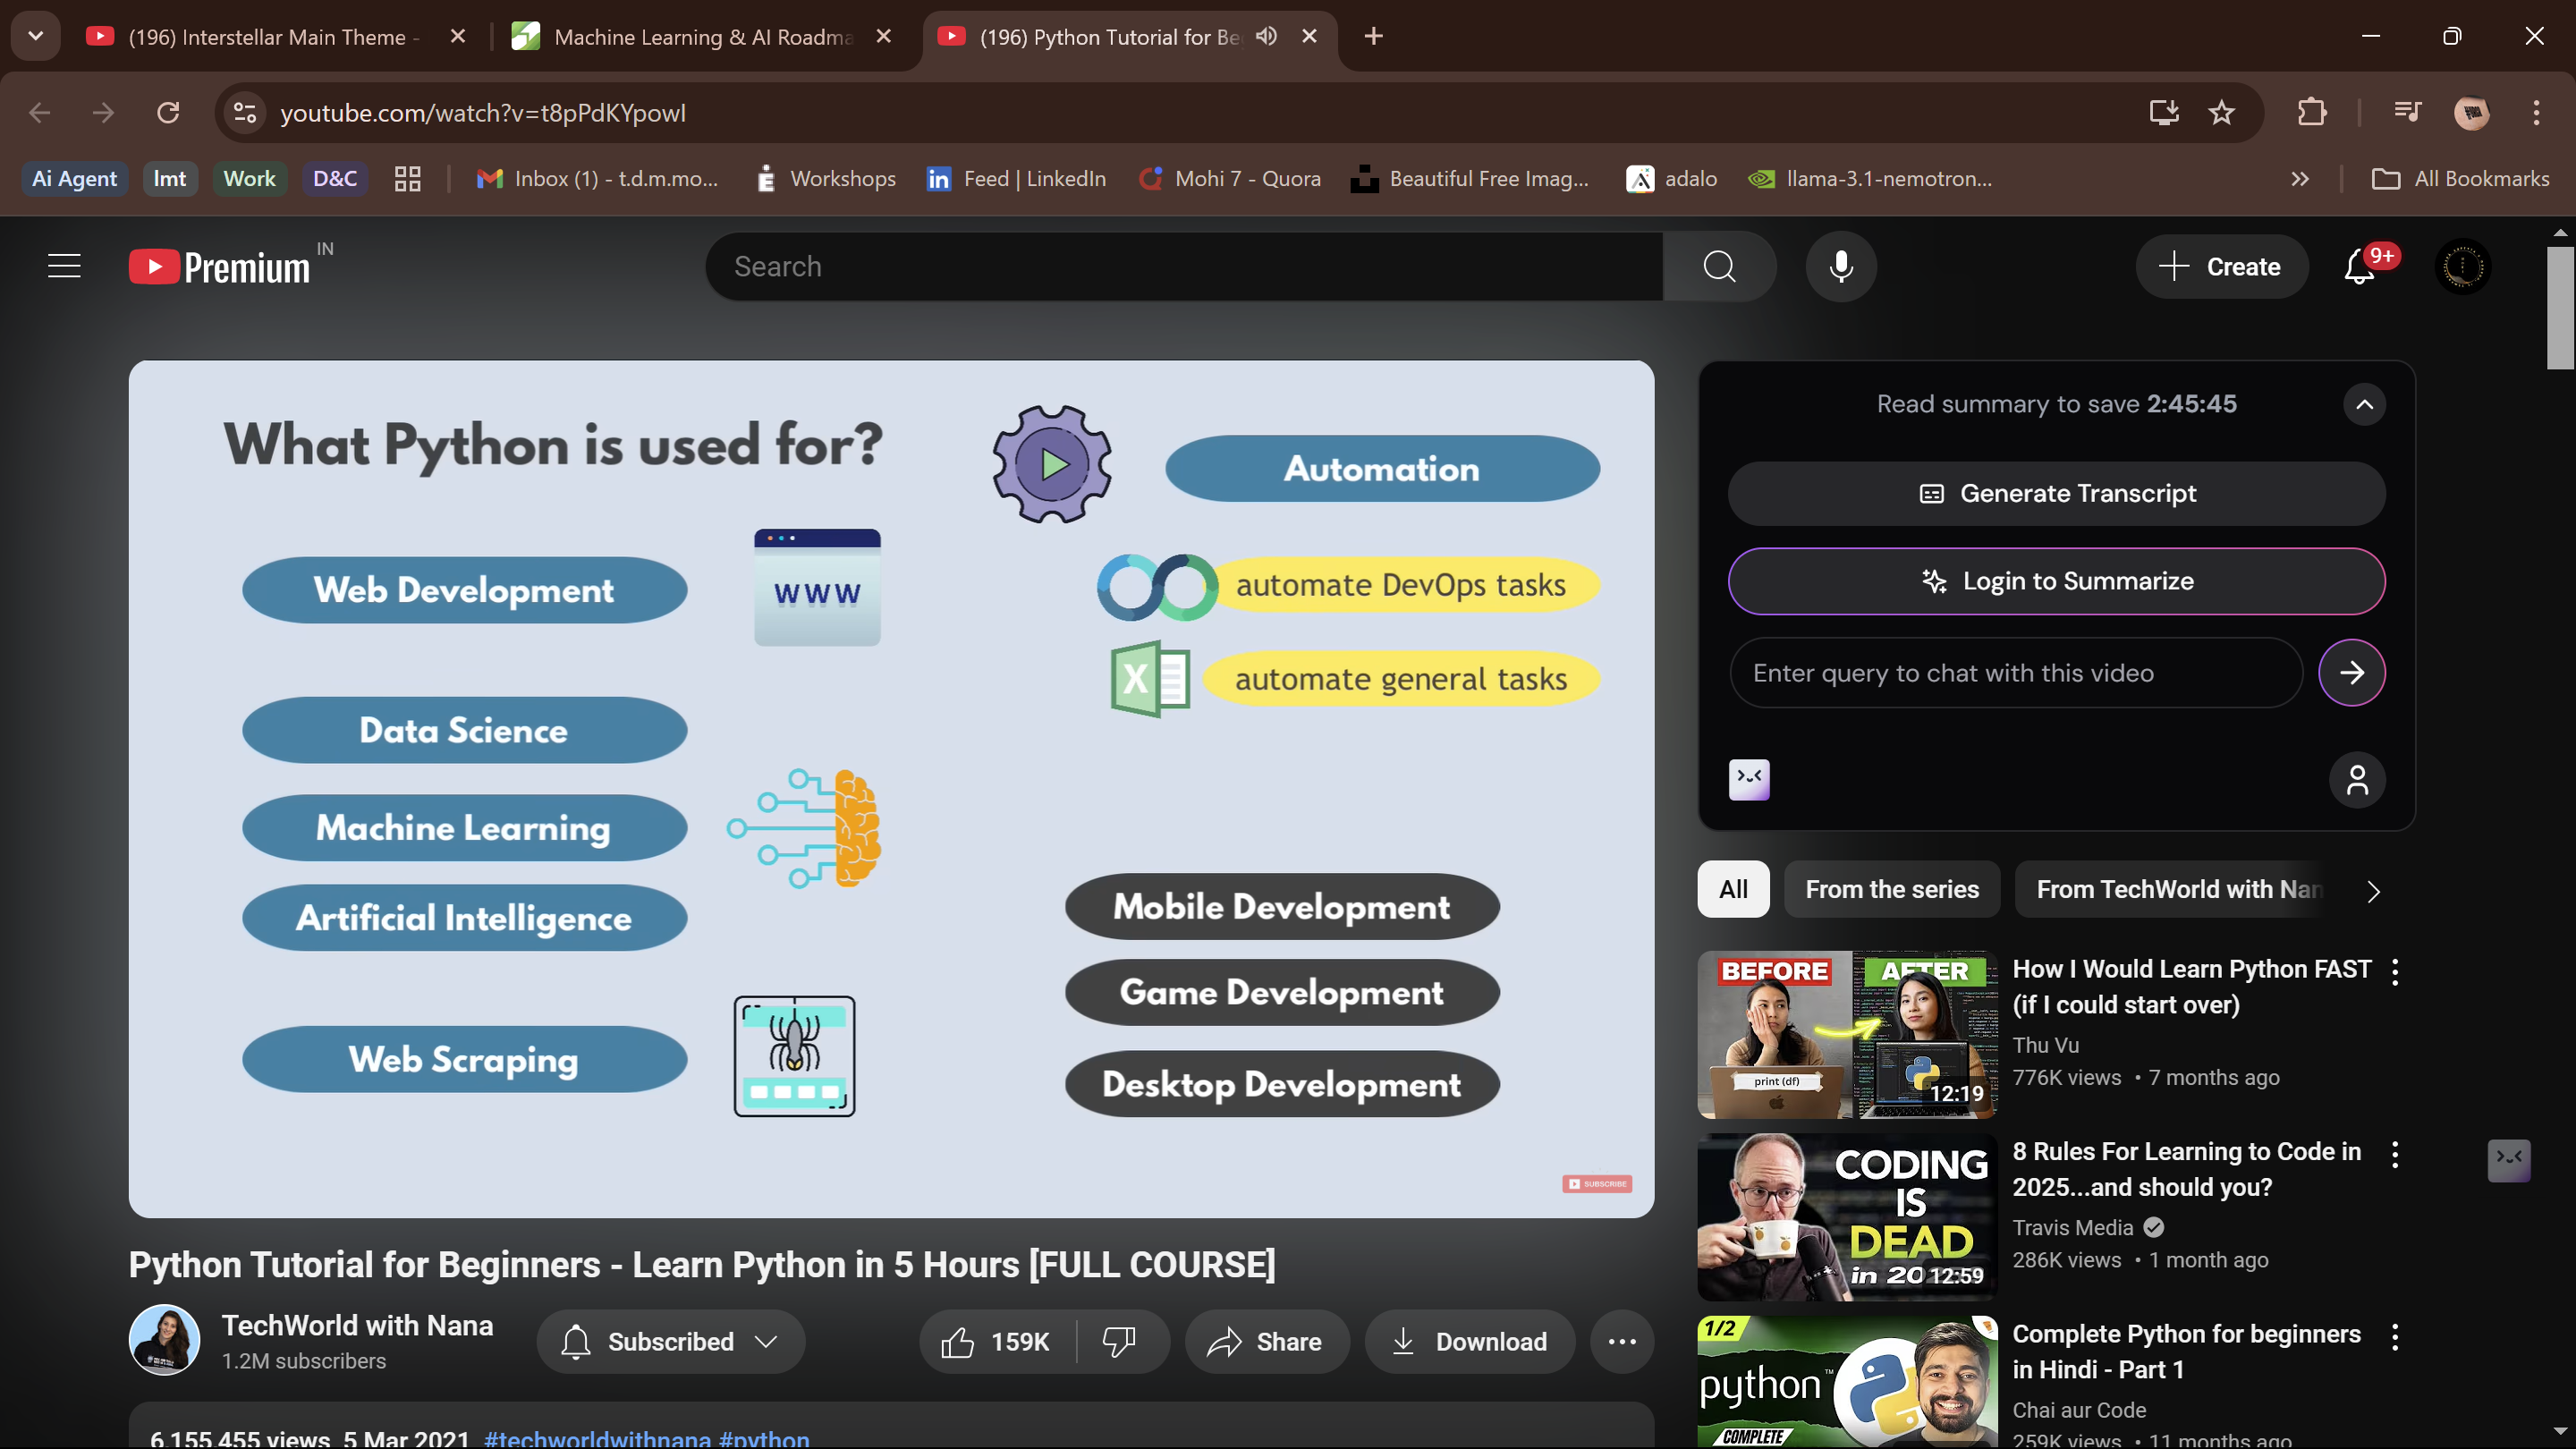 (196) Interstellar Main Theme -
Machine Learning & AI Roadma
(196) Python Tutorial for Be
youtube.com/watch?v=t8pPdKYpowI
Ai Agent
Imt
Work
D&C
Inbox (1) - t.d.m.mo...
Workshops
Feed | LinkedIn
Mohi 7 - Quora
Beautiful Free Imag...
adalo
llama-3.1-nemotron...
All Bookmarks
Premium IN
Search
Create
9+
What Python is used for?
Automation
WWW
Web Development
automate DevOps tasks
X
automate general tasks
Data Science
Machine Learning
Artificial Intelligence
Mobile Development
Game Development
Web Scraping
Desktop Development
SUBSCRIBE
Python Tutorial for Beginners - Learn Python in 5 Hours [FULL COURSE]
TechWorld with Nana
1.2M subscribers
Subscribed
159K
Share
Download
6,155,455 views 5 Mar 2021 #techworldwithnana #python
Read summary to save 2:45:45
Generate Transcript
Login to Summarize
Enter query to chat with this video
All
From the series
From TechWorld with Nan
BEFORE
AFTER
print (df)
12:19
How I Would Learn Python FAST
(if I could start over)
Thu Vu
776K views • 7 months ago
CODING
IS
DEAD
in 20
12:59
8 Rules For Learning to Code in
2025...and should you?
Travis Media
286K views • 1 month ago
1/2
python™
COMPLETE
Complete Python for beginners
in Hindi - Part 1
Chai aur Code
259K views • 11 months ago